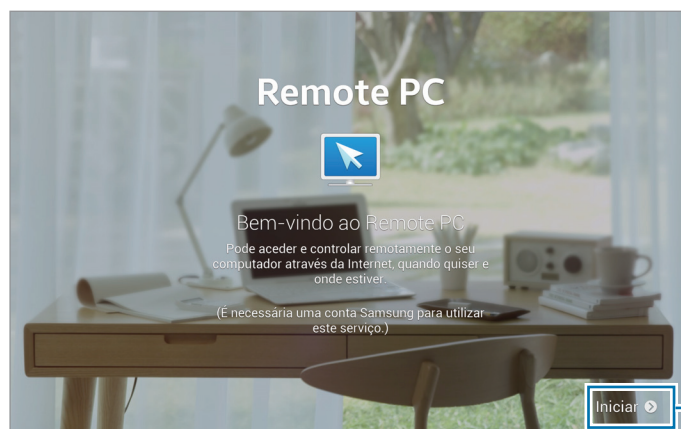 Remote PC
Bem-vindo ao Remote PC
Pode aceder e controlar remotamente o seu
computador através da Internet, quando quiser e
onde estiver.
(É necessária uma conta Samsung para utilizar
este serviço.)
Iniciar